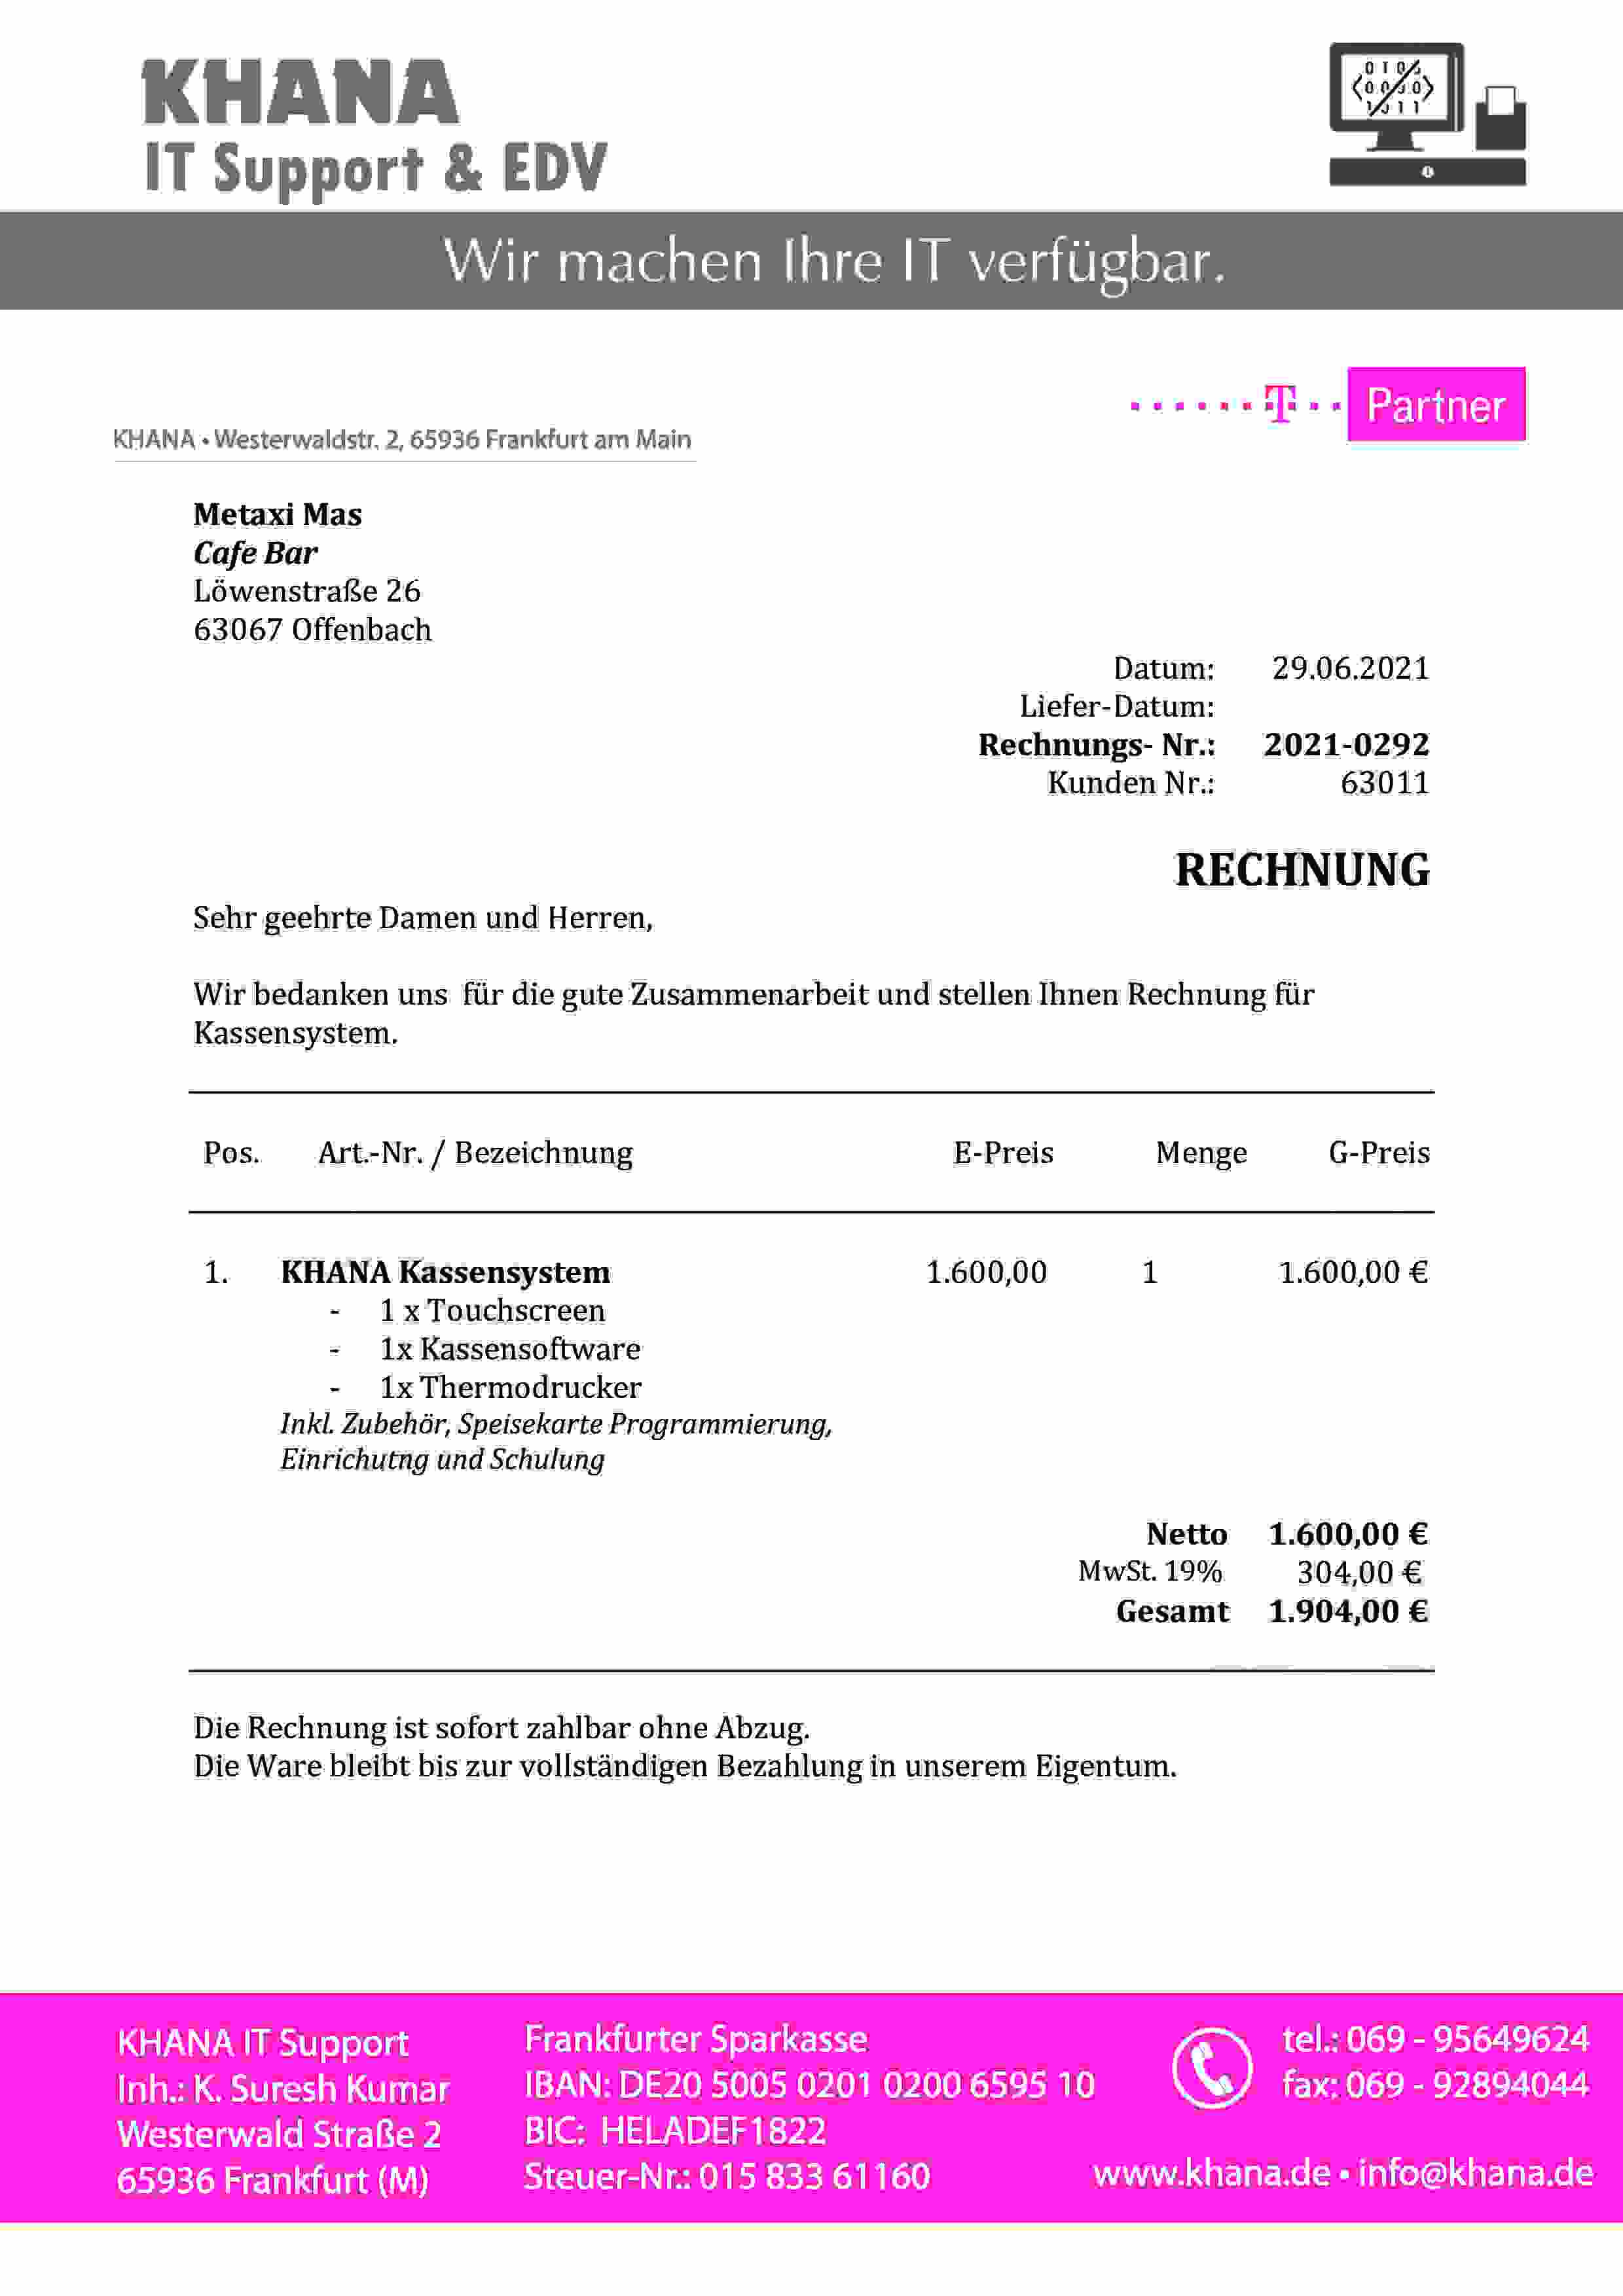 KHANA
IT Support & EDV
Wir machen Ihre IT verfügbar.
T Partner
KHANA • Westerwaldstr. 2, 65936 Frankfurt am Main
Metaxi Mas
Cafe Bar
Löwenstraße 26
63067 Offenbach
Datum: 29.06.2021
Liefer-Datum:
Rechnungs- Nr.: 2021-0292
Kunden Nr.: 63011
RECHNUNG
Sehr geehrte Damen und Herren,
Wir bedanken uns für die gute Zusammenarbeit und stellen Ihnen Rechnung für
Kassensystem.
Pos. Art.-Nr. / Bezeichnung E-Preis Menge G-Preis
1. KHANA Kassensystem 1.600,00 1 1.600,00 €
- 1 x Touchscreen
- 1x Kassensoftware
- 1x Thermodrucker
Inkl. Zubehör, Speisekarte Programmierung,
Einrichutng und Schulung
Netto 1.600,00 €
MwSt. 19% 304,00 €
Gesamt 1.904,00 €
Die Rechnung ist sofort zahlbar ohne Abzug.
Die Ware bleibt bis zur vollständigen Bezahlung in unserem Eigentum.
KHANA IT Support
Inh.: K. Suresh Kumar
Westerwald Straße 2
65936 Frankfurt (M)
Frankfurter Sparkasse
IBAN: DE20 5005 0201 0200 6595 10
BIC: HELADEF1822
Steuer-Nr.: 015 833 61160
tel.: 069 - 95649624
fax: 069 - 92894044
www.khana.de • info@khana.de